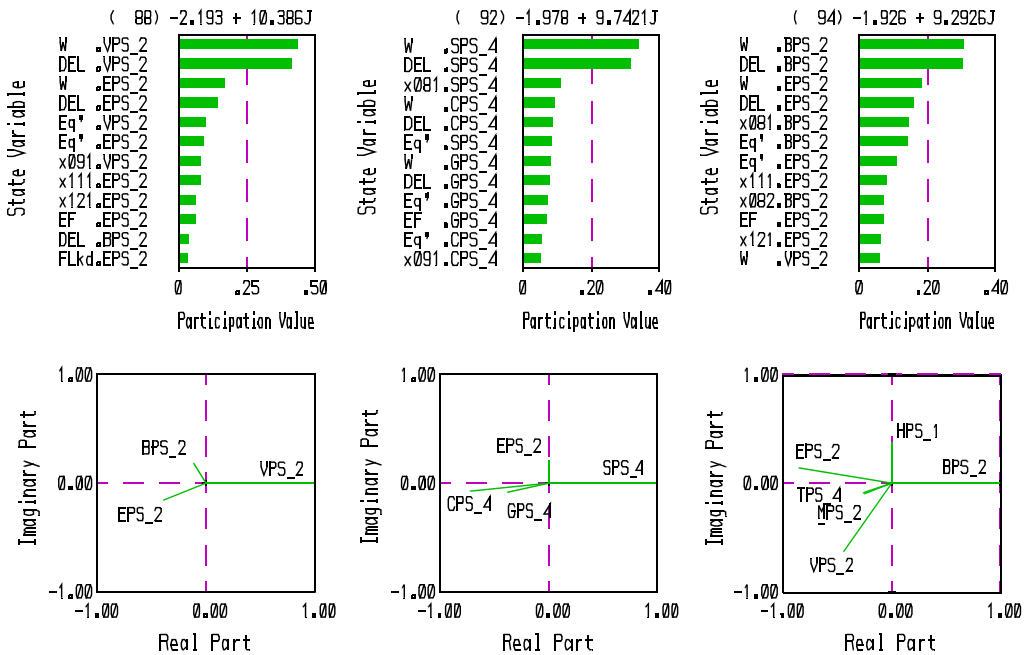 ( 88) -2.193 + 10.386J
State Variable
W .VPS_2
DEL .VPS_2
W .EPS_2
DEL .EPS_2
Eq' .VPS_2
Eq' .EPS_2
x091.VPS_2
x111.EPS_2
x121.EPS_2
EF .EPS_2
DEL .BPS_2
FLkd.EPS_2
0 .25 .50
Participation Value
( 92) -1.978 + 9.7421J
State Variable
W .SPS_4
DEL .SPS_4
x081.SPS_4
W .CPS_4
DEL .CPS_4
Eq' .SPS_4
W .GPS_4
DEL .GPS_4
Eq' .GPS_4
EF .GPS_4
Eq' .CPS_4
x091.CPS_4
0 .20 .40
Participation Value
( 94) -1.926 + 9.2926J
State Variable
W .BPS_2
DEL .BPS_2
W .EPS_2
DEL .EPS_2
x081.BPS_2
Eq' .BPS_2
Eq' .EPS_2
x111.EPS_2
x082.BPS_2
EF .EPS_2
x121.EPS_2
W .VPS_2
0 .20 .40
Participation Value
Imaginary Part
1.00
0.00
-1.00
BPS_2
VPS_2
EPS_2
-1.00 0.00 1.00
Real Part
Imaginary Part
1.00
0.00
-1.00
EPS_2
SPS_4
CPS_4
GPS_4
-1.00 0.00 1.00
Real Part
Imaginary Part
1.00
0.00
-1.00
HPS_1
EPS_2
BPS_2
TPS_4
MPS_2
VPS_2
-1.00 0.00 1.00
Real Part